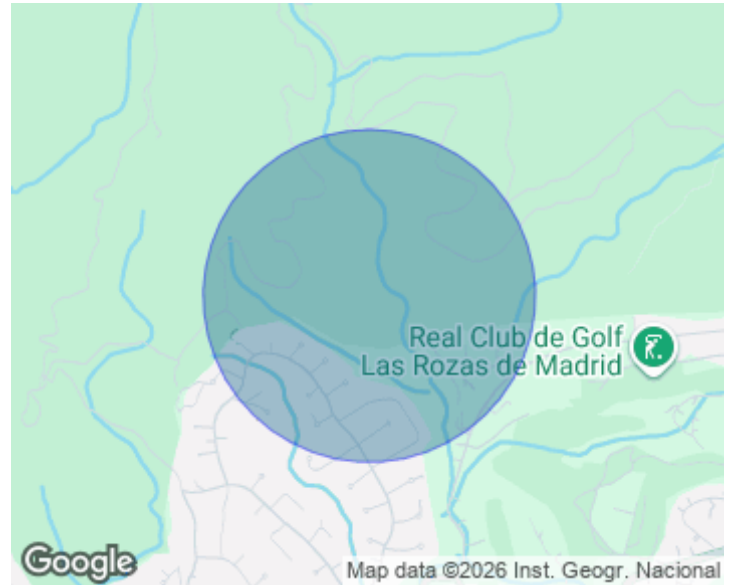 Real Club de Golf
Las Rozas de Madrid
Google
Map data ©2026 Inst. Geogr. Nacional